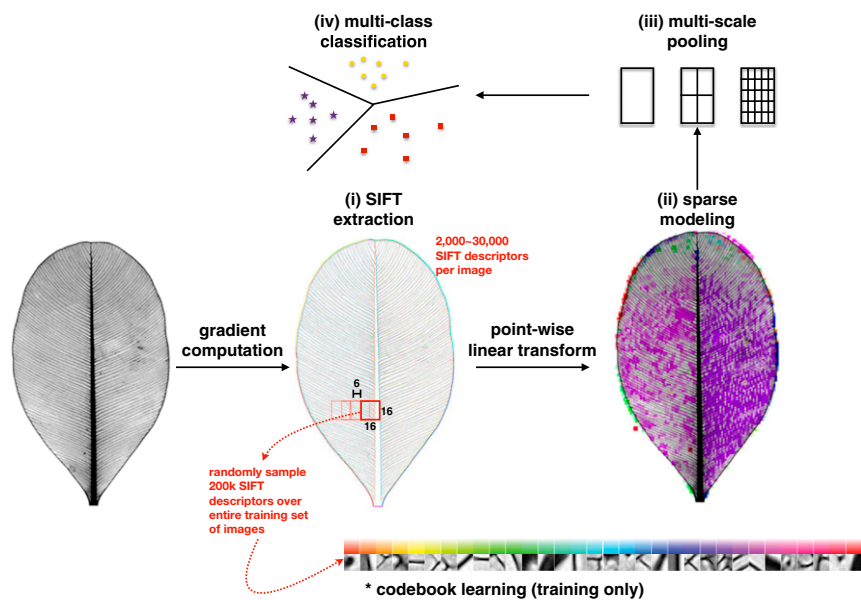 (iv) multi-class
classification
(iii) multi-scale
pooling
(i) SIFT
extraction
2,000~30,000
SIFT descriptors
per image
(ii) sparse
modeling
gradient
computation
point-wise
linear transform
6
16
16
randomly sample
200k SIFT
descriptors over
entire training set
of images
* codebook learning (training only)